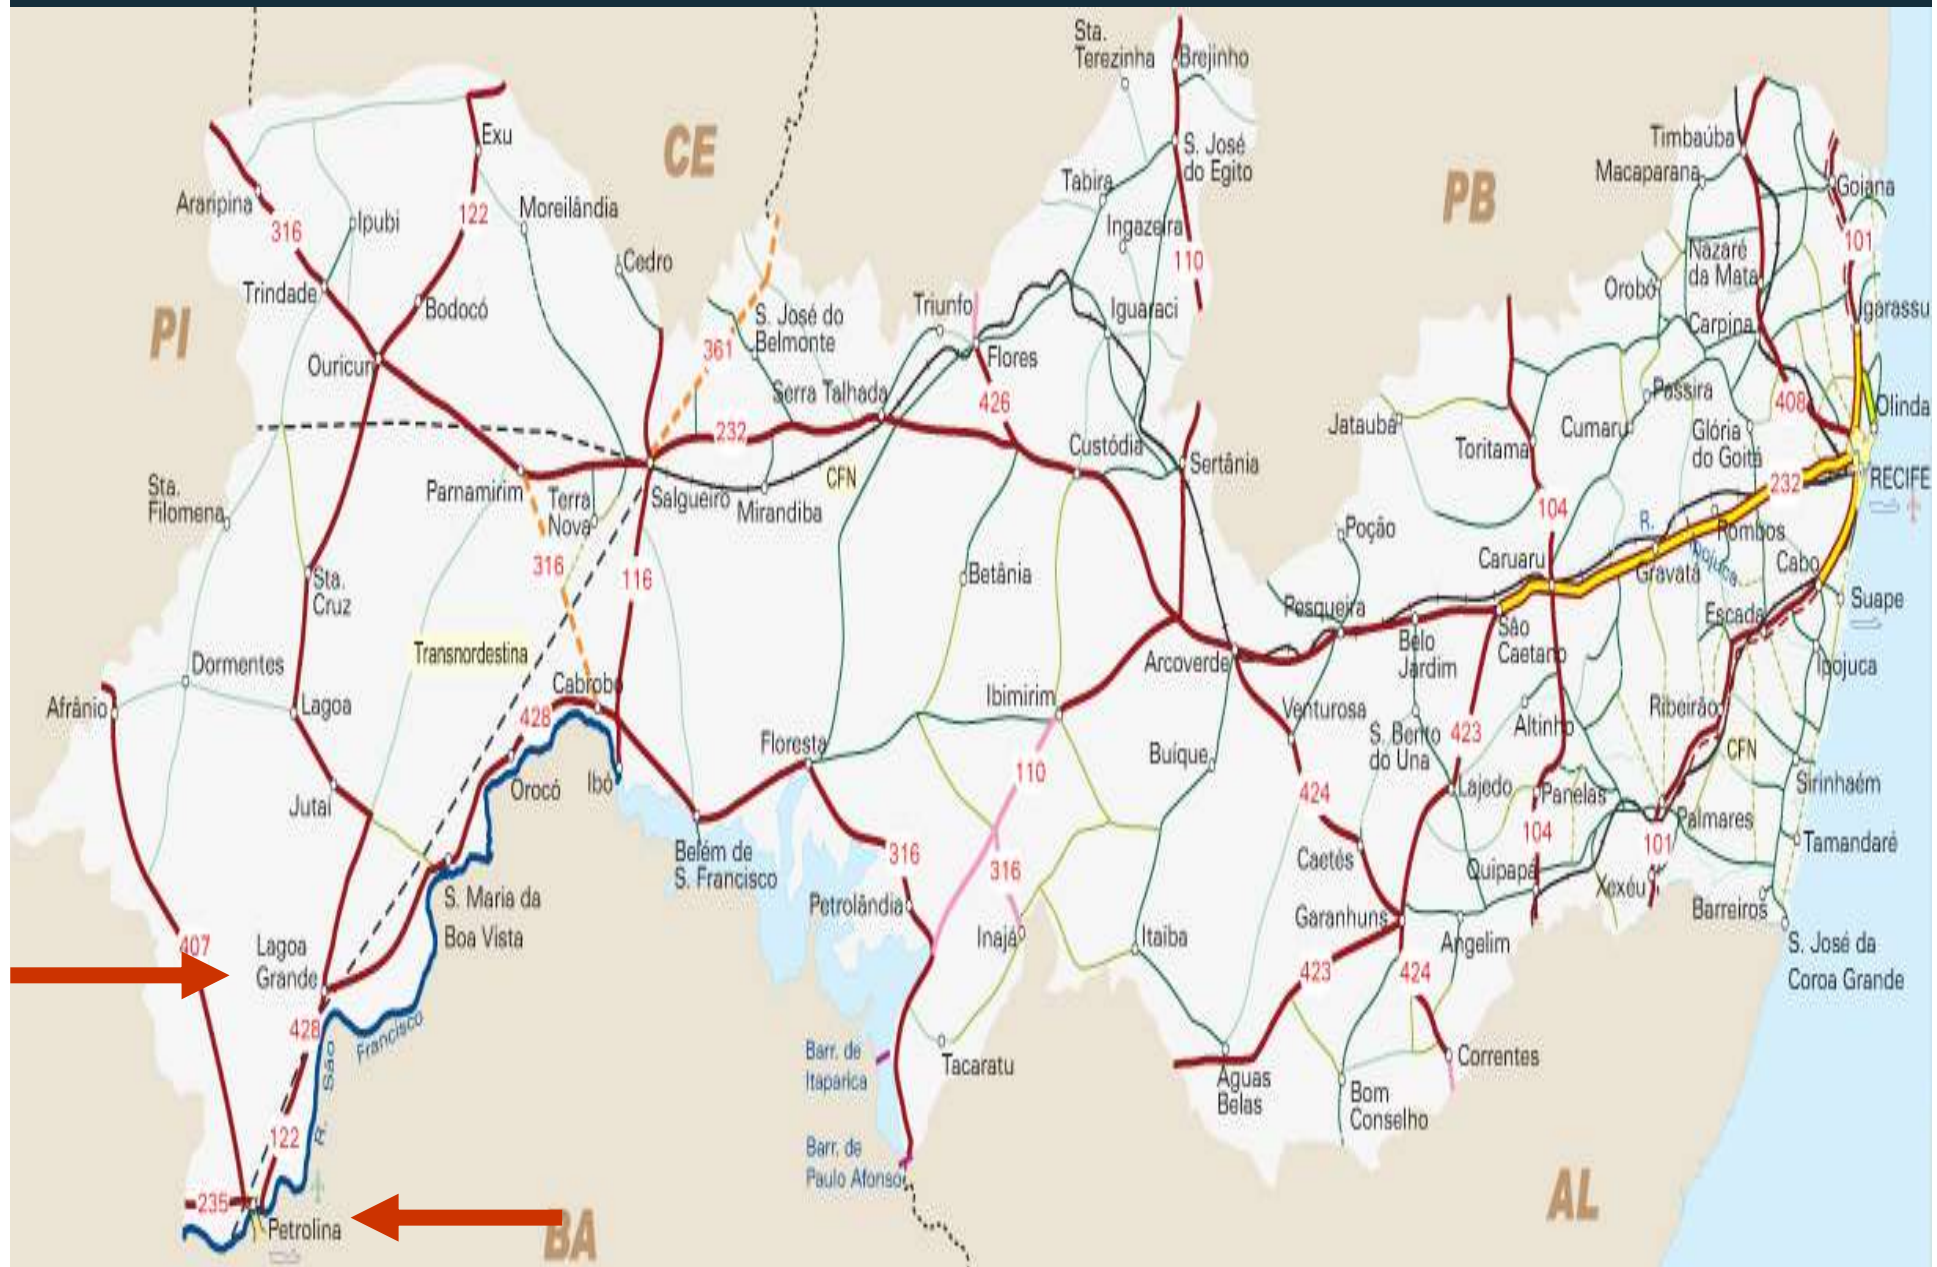 Sta.
Terezinha
Brejinho
Exu
CE
S. José
do Egito
Timbaúba
Macaparana
Goiana
Araripina
316
Ipubi
122
Moreilândia
Tabira
Ingazeira
110
PB
Nazaré
da Mata
101
Cedro
Trindade
Bodocó
PI
Triunfo
Iguaraci
Orobó
Igarassu
S. José do
Belmonte
361
Carpina
Ouricuri
Flores
Serra Talhada
426
Passira
408
Olinda
232
Jataúba
Toritama
Cumaru
Glória
do Goitá
Custódia
Sertânia
CFN
Parnamirim
Terra
Nova
Salgueiro
Mirandiba
Sta.
Filomena
232
RECIFE
104
Poção
R.
Ipojuca
Pombos
316
116
Betânia
Caruaru
Gravatá
Cabo
Sta.
Cruz
Pesqueira
Escada
Suape
Belo
Jardim
São
Caetano
Transnordestina
Dormentes
Arcoverde
Ipojuca
Cabrobó
Afrânio
Lagoa
428
Ibimirim
Venturosa
Ribeirão
Altinho
423
S. Bento
do Una
Floresta
Buíque
CFN
110
Sirinhaém
Orocó
Ibó
Jutaí
424
Lajedo
Panelas
104
Palmares
101
Tamandaré
Belém de
S. Francisco
316
316
Caetés
Quipapá
Xexéu
S. Maria da
Boa Vista
Petrolândia
Inajá
Itaíba
Garanhuns
Angelim
Barreiros
407
Lagoa
Grande
423
424
S. José da
Coroa Grande
428
R. São
Francisco
Barr. de
Itaparica
Tacaratu
Correntes
Águas
Belas
Bom
Conselho
122
Barr. de
Paulo Afonso
235
Petrolina
BA
AL